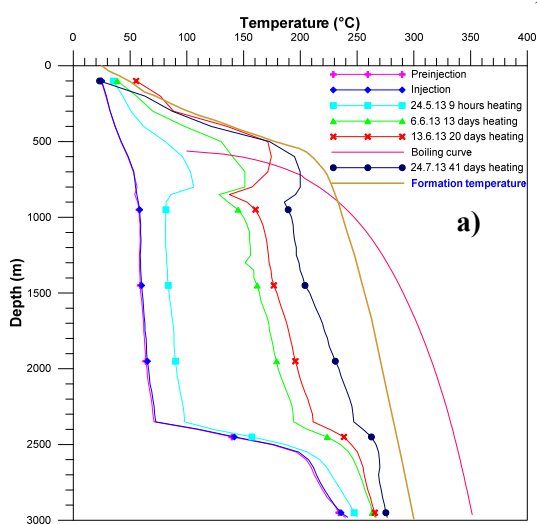 Temperature (°C)
0 50 100 150 200 250 300 350 400
0
500
1000
1500
2000
2500
3000
Depth (m)
Preinjection
Injection
24.5.13 9 hours heating
6.6.13 13 days heating
13.6.13 20 days heating
Boiling curve
24.7.13 41 days heating
Formation temperature
a)